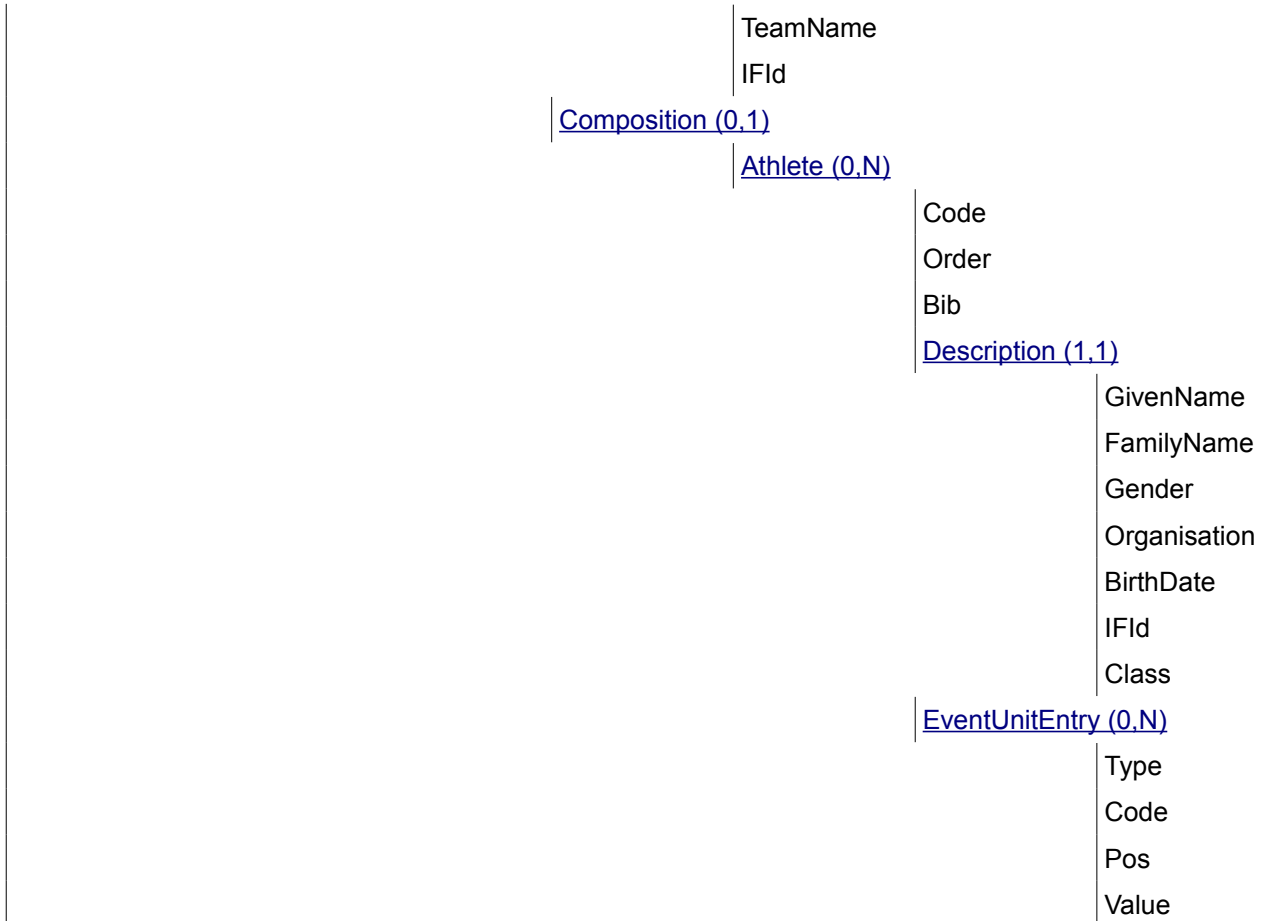 TeamName
IFId
Composition (0,1)
Athlete (0,N)
Code
Order
Bib
Description (1,1)
GivenName
FamilyName
Gender
Organisation
BirthDate
IFId
Class
EventUnitEntry (0,N)
Type
Code
Pos
Value